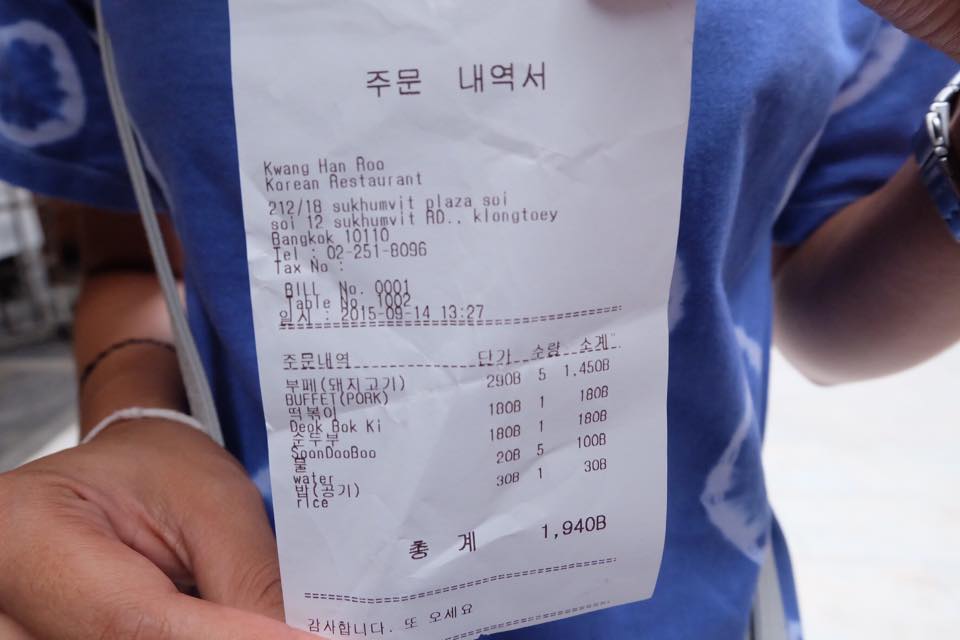 주문 내역서
Kwang Han Roo
Korean Restaurant
212/18 sukhumvit plaza soi
soi 12 sukhumvit RD., klongtoey
Bangkok 10110
Tel : 02-251-8096
Tax No :
BILL No. 0001
Table No. 1002
일시 : 2015-09-14 13:27
주문내역 단가 수량 소계
부페(돼지고기) 290B 5 1,450B
BUFFET(PORK)
떡볶이 180B 1 180B
Deok Bok Ki
순두부 180B 1 180B
SoonDooBoo
물 20B 5 100B
water
밥(공기) 30B 1 30B
rice
총 계 1,940B
감사합니다. 또 오세요